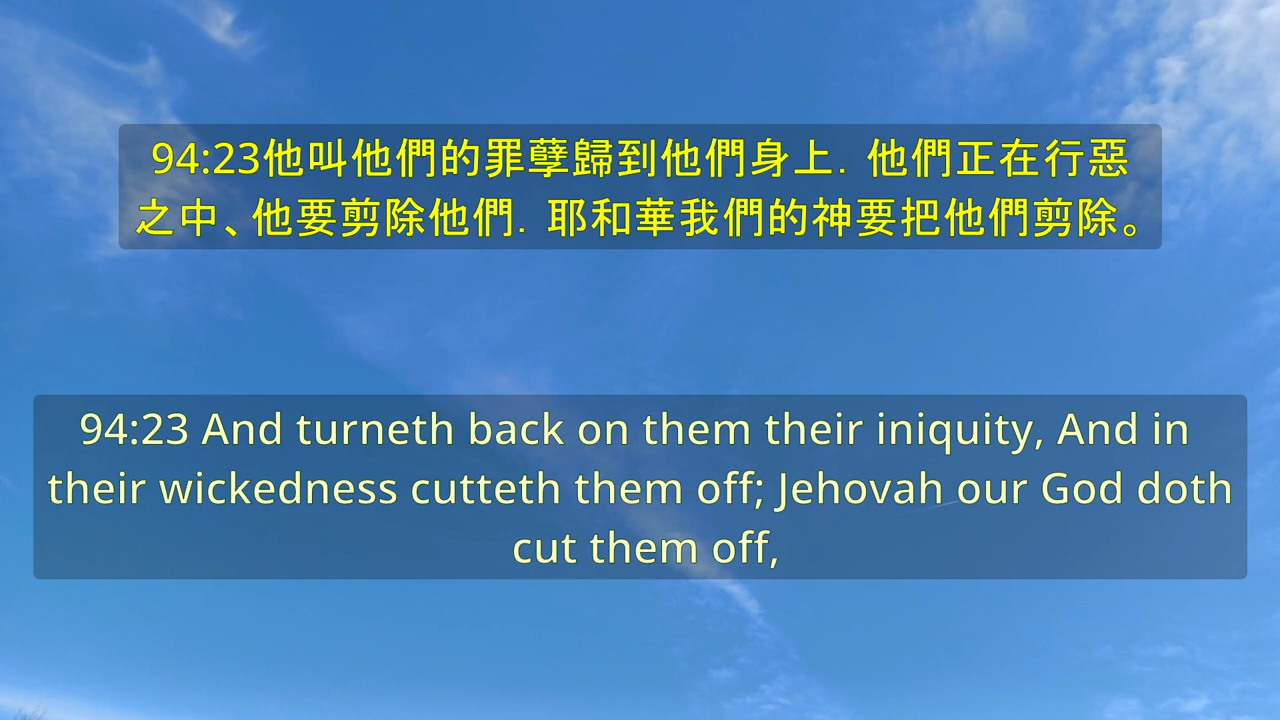 94:23他叫他們的罪孽歸到他們身上．他們正在行惡
之中、他要剪除他們．耶和華我們的神要把他們剪除。
94:23 And turneth back on them their iniquity, And in
their wickedness cutteth them off; Jehovah our God doth
cut them off,